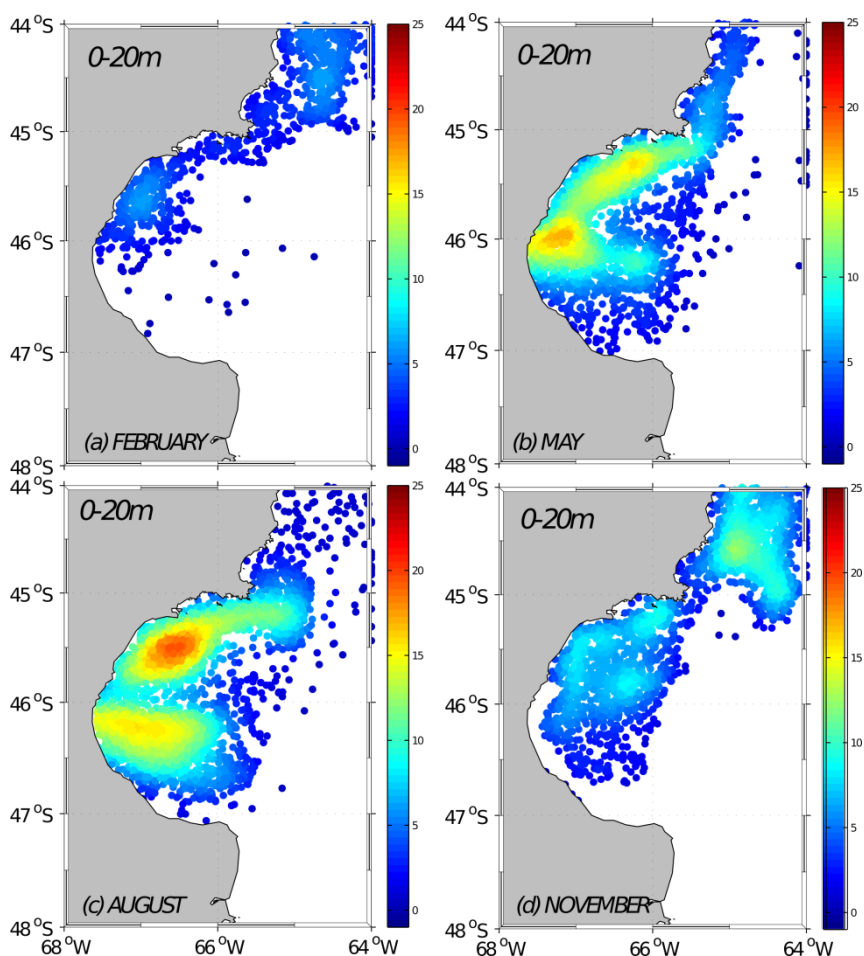 44°S
45°S
46°S
47°S
48°S
0-20m
(a) FEBRUARY
25
20
15
10
5
0
44°S
45°S
46°S
47°S
48°S
0-20m
(b) MAY
25
20
15
10
5
0
44°S
45°S
46°S
47°S
48°S
0-20m
(c) AUGUST
68°W
66°W
64°W
25
20
15
10
5
0
44°S
45°S
46°S
47°S
48°S
0-20m
(d) NOVEMBER
68°W
66°W
64°W
25
20
15
10
5
0